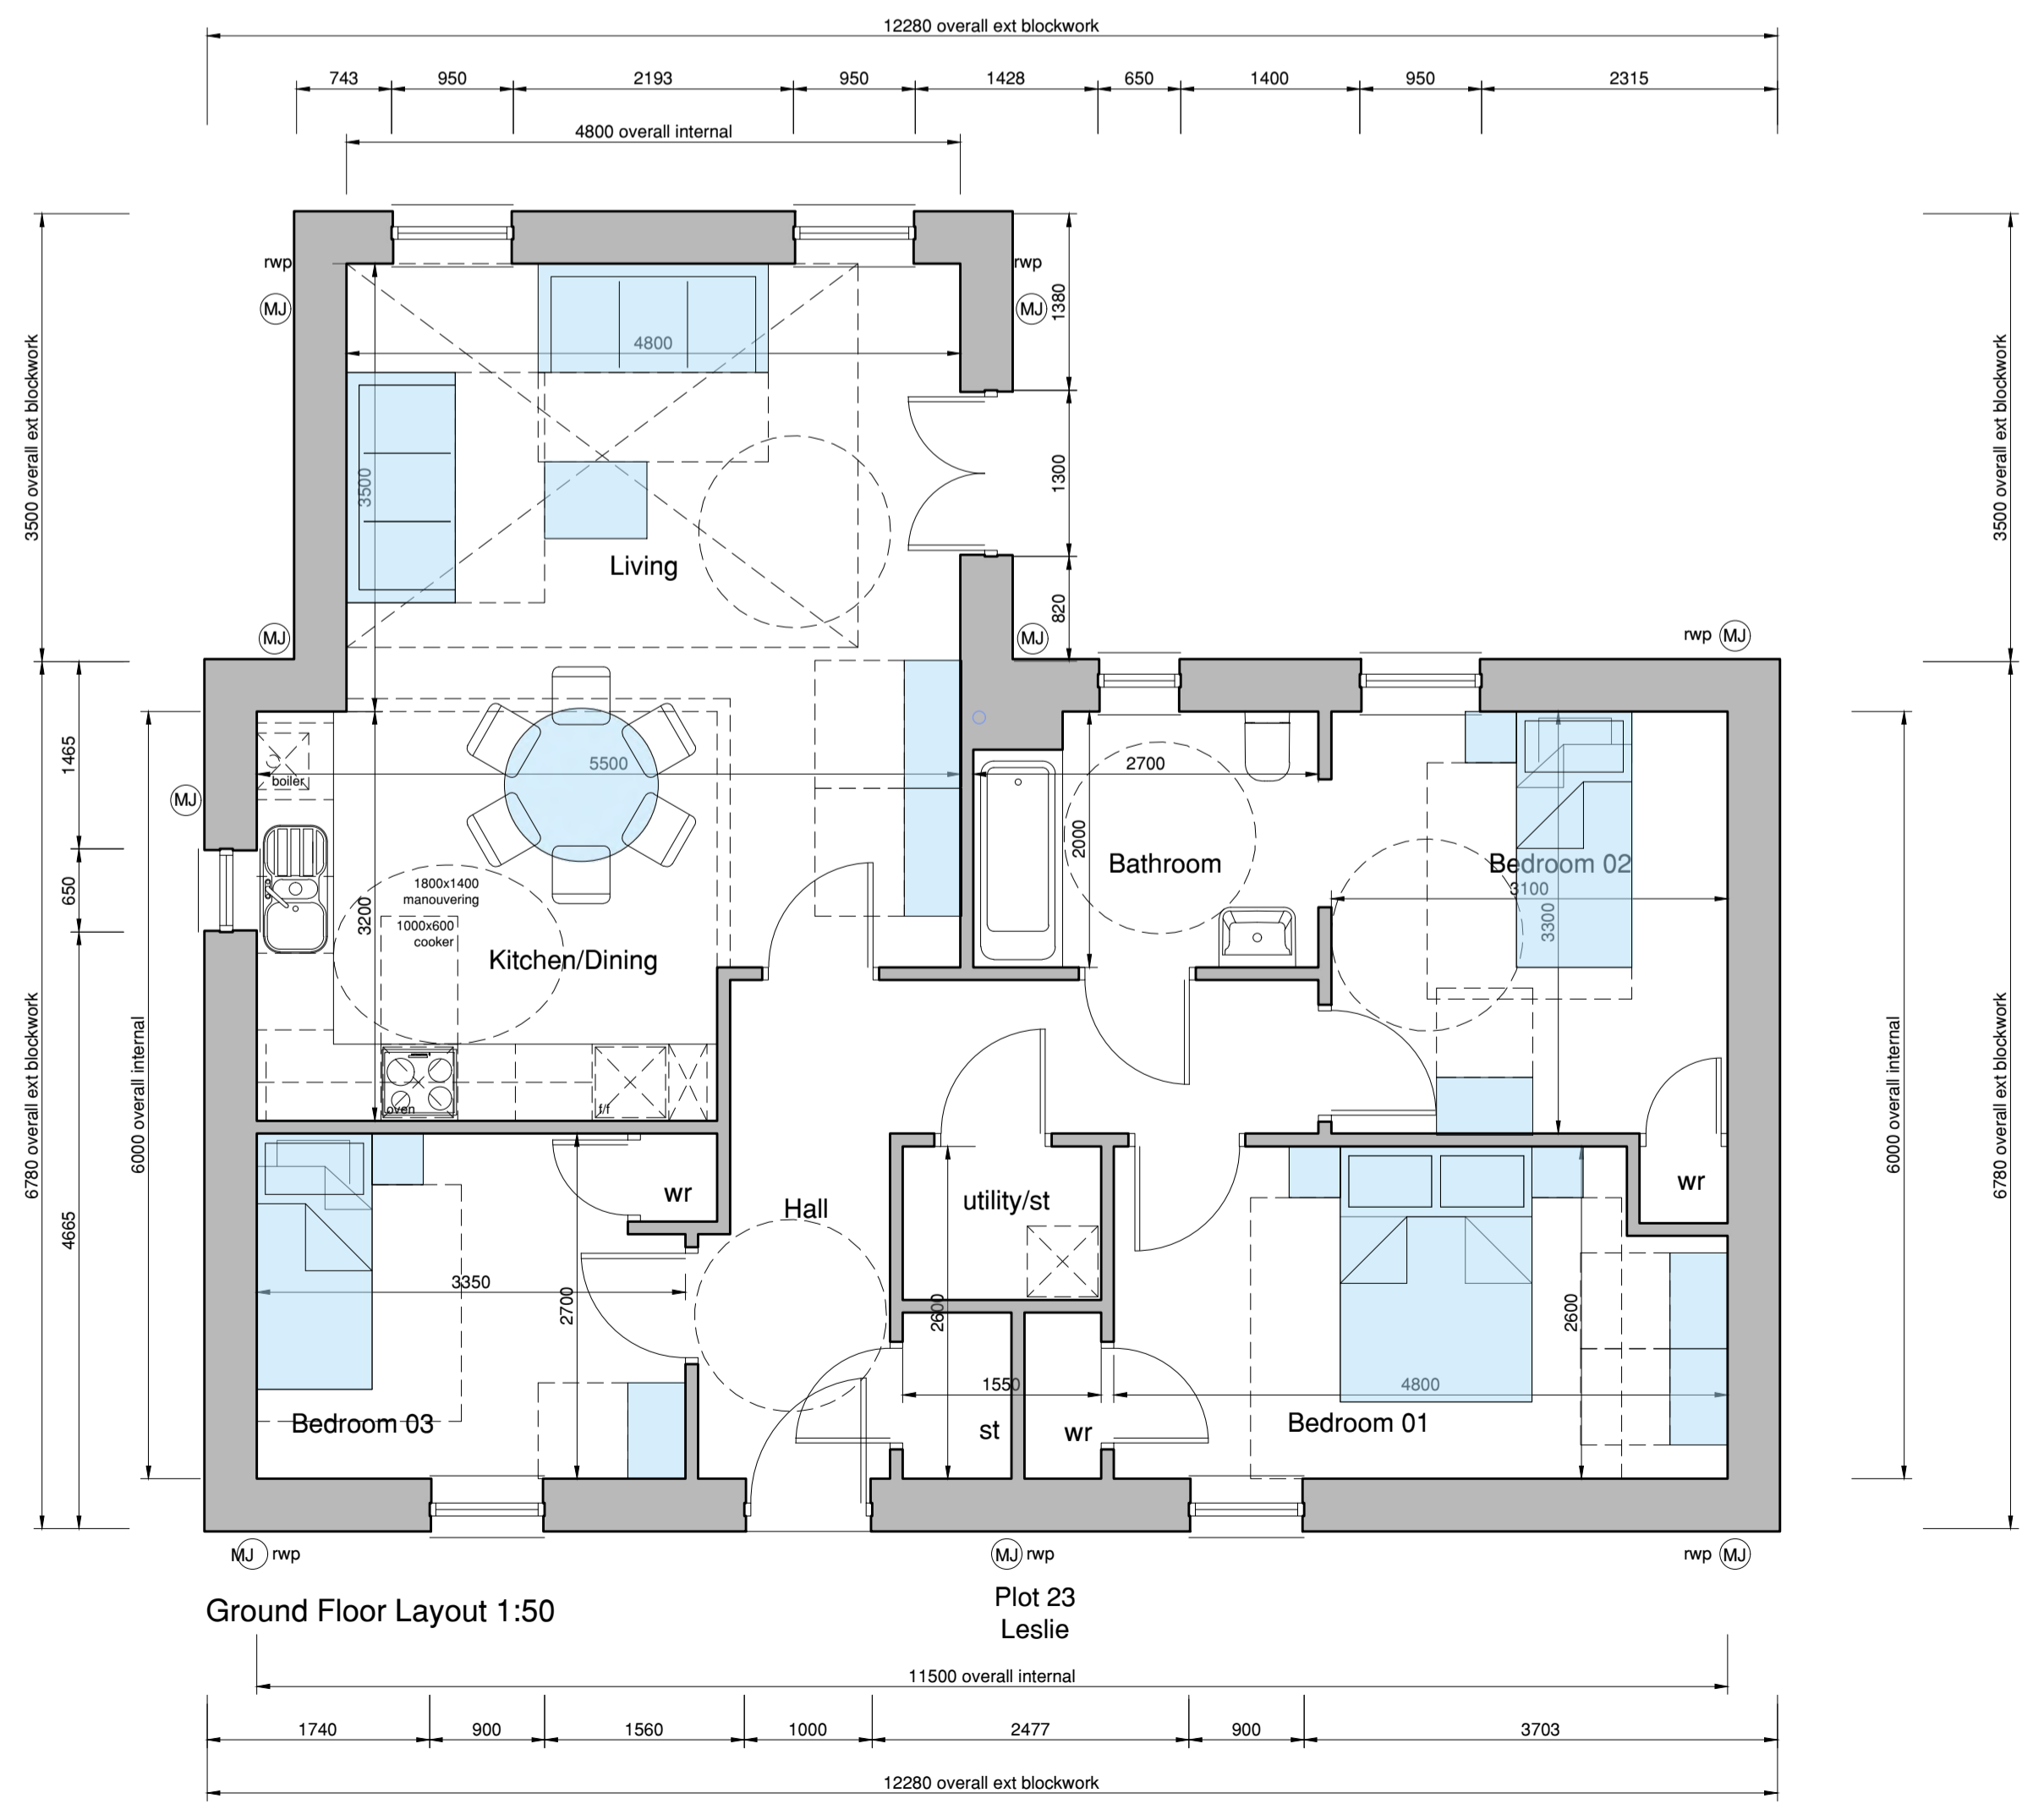 12280 overall ext blockwork
743 950 2193 950 1428 650 1400 950 2315
4800 overall internal
rwp
MJ
rwp
MJ
1380
3500 overall ext blockwork
3500 overall ext blockwork
4800
3500
1300
Living
820
MJ
MJ
rwp MJ
1465
boiler
5500
2700
MJ
2000
Bathroom
Bedroom 02
3100
3300
650
1800x1400
manouvering
1000x600
cooker
3200
Kitchen/Dining
oven
f/f
6780 overall ext blockwork
6000 overall internal
4665
6000 overall internal
6780 overall ext blockwork
wr
Hall
utility/st
wr
3350
2700
2600
2600
1550
4800
Bedroom 03
st
wr
Bedroom 01
MJ rwp
MJ rwp
rwp MJ
Ground Floor Layout 1:50
Plot 23
Leslie
11500 overall internal
1740 900 1560 1000 2477 900 3703
12280 overall ext blockwork